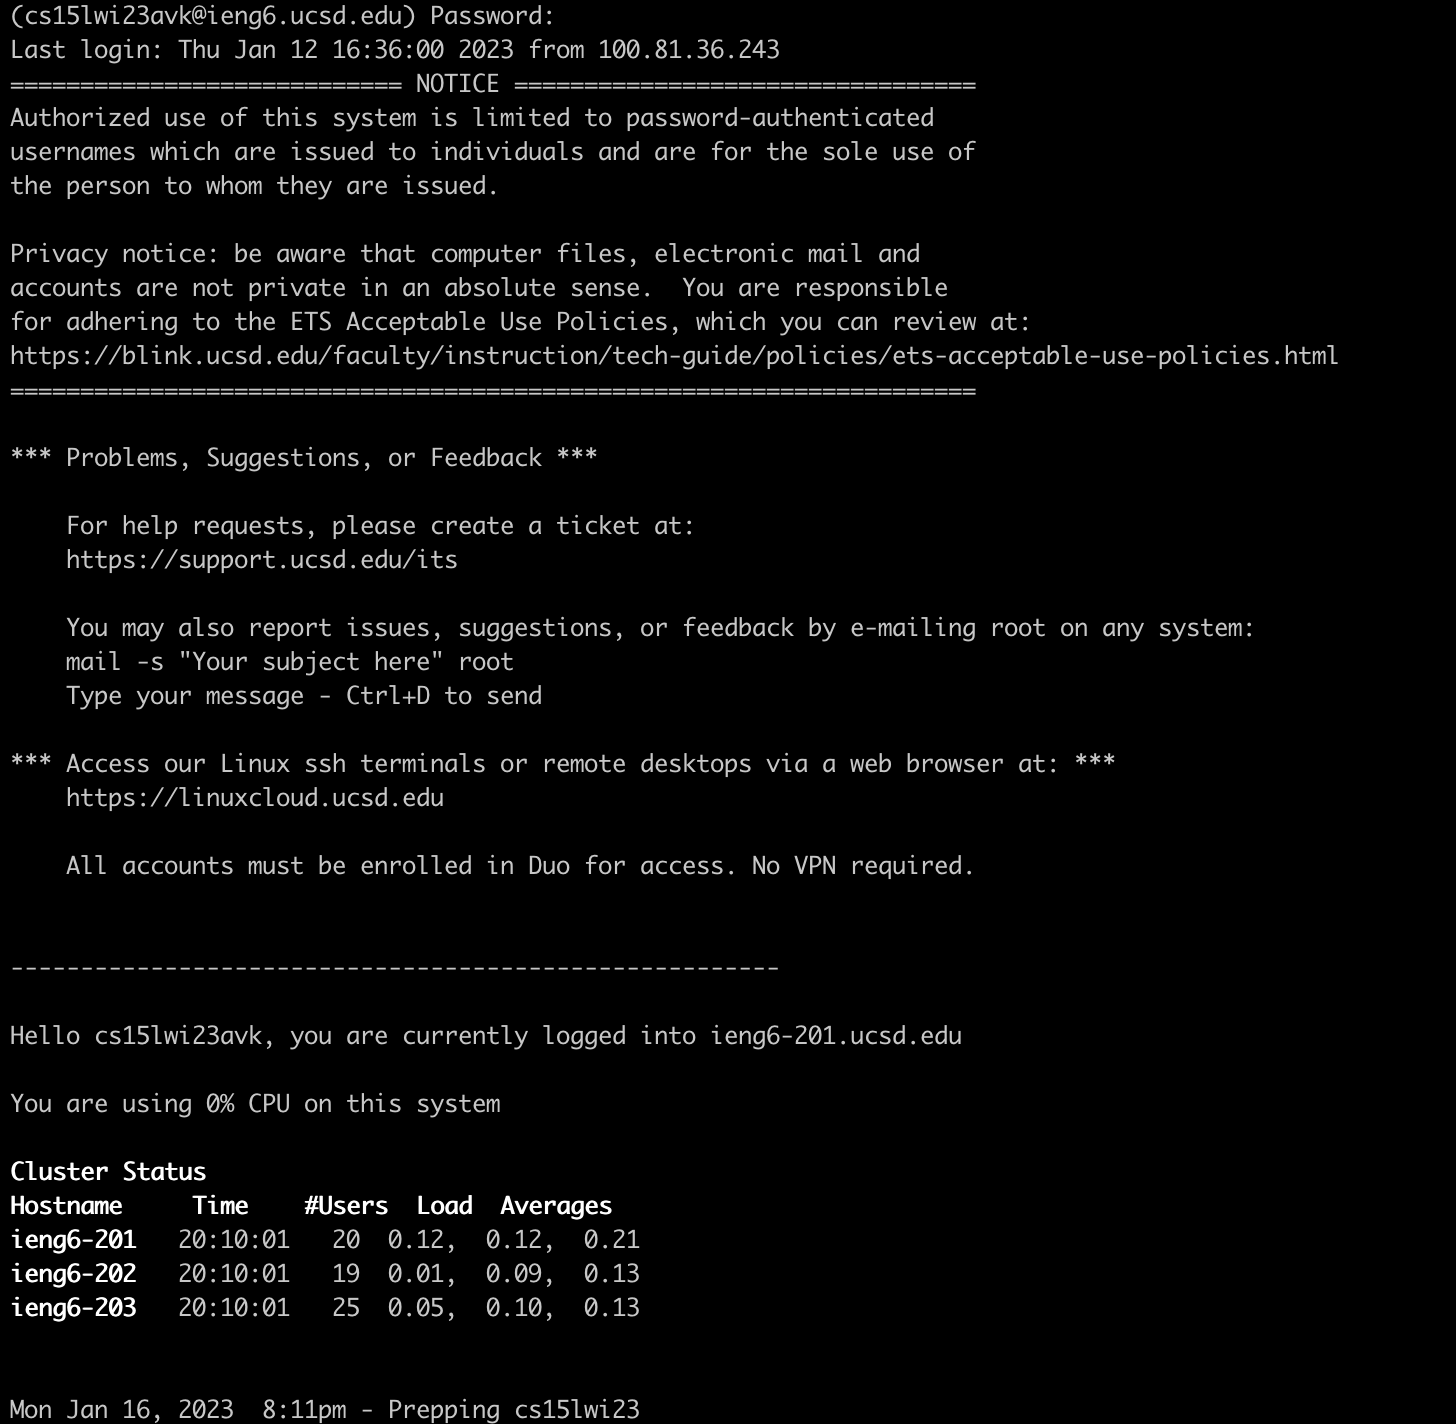 (cs15lwi23avk@ieng6.ucsd.edu) Password:
Last login: Thu Jan 12 16:36:00 2023 from 100.81.36.243
============================ NOTICE =================================
Authorized use of this system is limited to password-authenticated
usernames which are issued to individuals and are for the sole use of
the person to whom they are issued.

Privacy notice: be aware that computer files, electronic mail and
accounts are not private in an absolute sense.  You are responsible
for adhering to the ETS Acceptable Use Policies, which you can review at:
https://blink.ucsd.edu/faculty/instruction/tech-guide/policies/ets-acceptable-use-policies.html
=====================================================================

*** Problems, Suggestions, or Feedback ***

    For help requests, please create a ticket at:
    https://support.ucsd.edu/its

    You may also report issues, suggestions, or feedback by e-mailing root on any system:
    mail -s "Your subject here" root
    Type your message - Ctrl+D to send

*** Access our Linux ssh terminals or remote desktops via a web browser at: ***
    https://linuxcloud.ucsd.edu

    All accounts must be enrolled in Duo for access. No VPN required.

-------------------------------------------------------

Hello cs15lwi23avk, you are currently logged into ieng6-201.ucsd.edu

You are using 0% CPU on this system

Cluster Status
Hostname     Time    #Users  Load  Averages
ieng6-201   20:10:01   20  0.12,  0.12,  0.21
ieng6-202   20:10:01   19  0.01,  0.09,  0.13
ieng6-203   20:10:01   25  0.05,  0.10,  0.13

Mon Jan 16, 2023  8:11pm - Prepping cs15lwi23